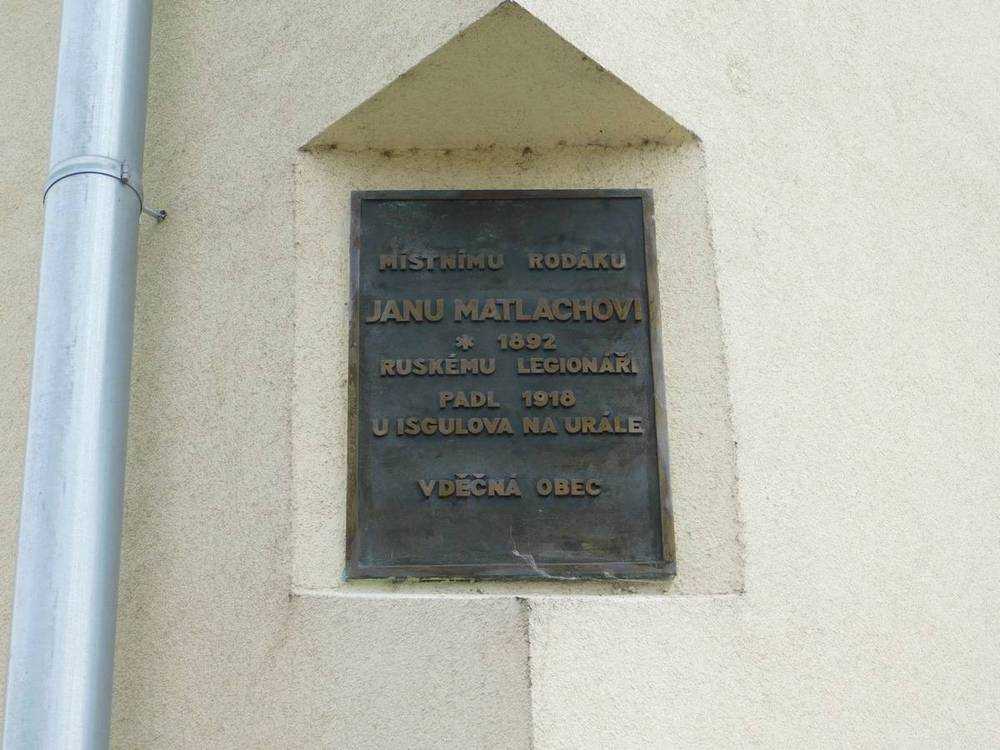 MÍSTNÍMU RODÁKU
JANU MATLACHOVI
* 1892
RUSKÉMU LEGIONÁŘI
PADL 1918
U ISGULOVA NA URÁLE
VDĚČNÁ OBEC